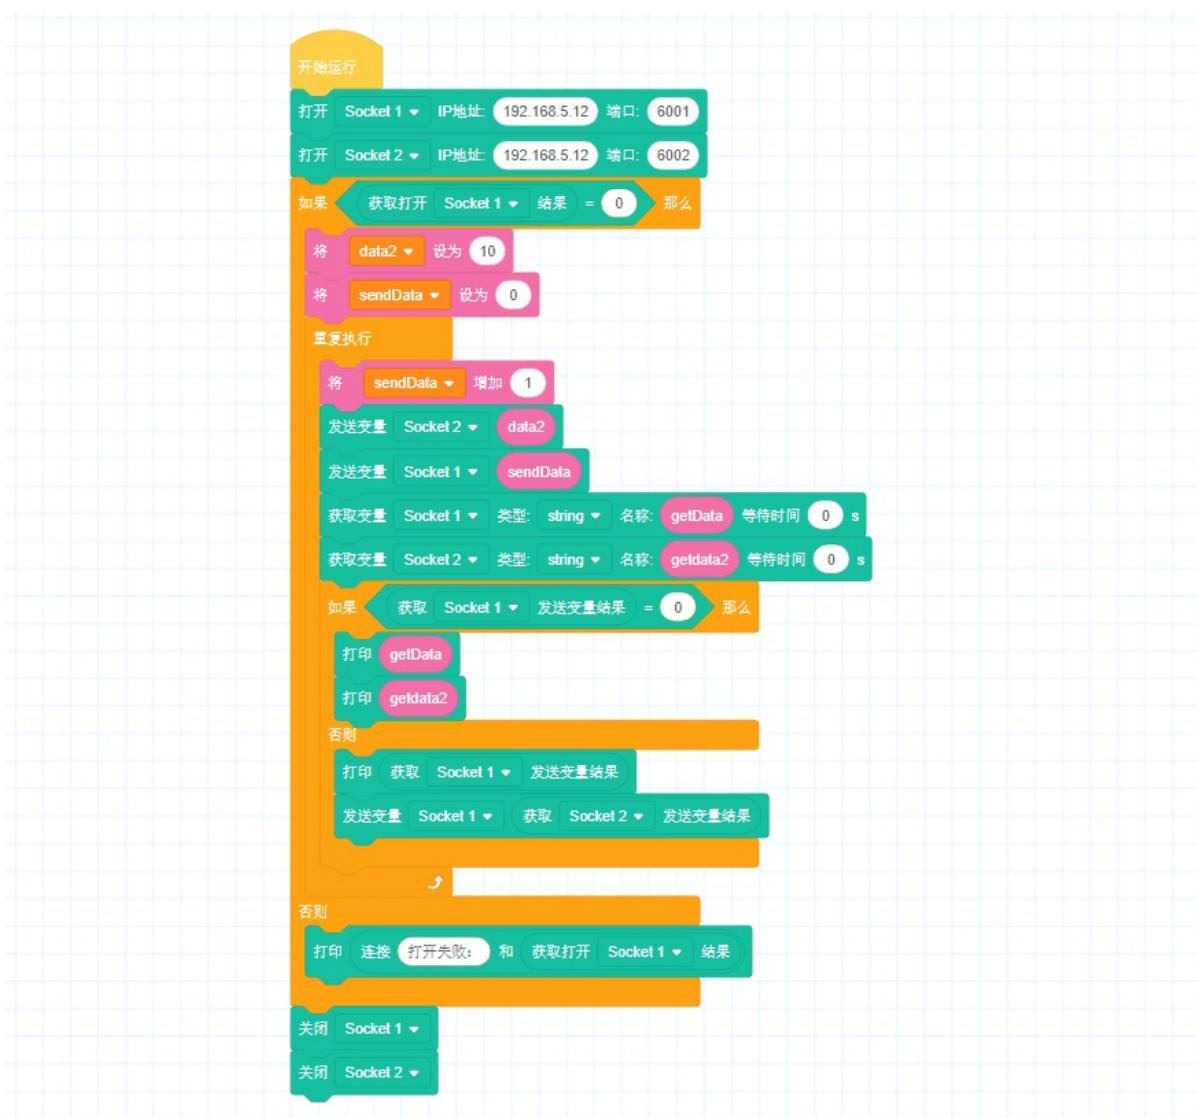 开始运行
打开 Socket 1 IP地址: 192.168.5.12 端口: 6001
打开 Socket 2 IP地址: 192.168.5.12 端口: 6002
如果 获取打开 Socket 1 结果 = 0 那么
将 data2 设为 10
将 sendData 设为 0
重复执行
将 sendData 增加 1
发送变量 Socket 2 data2
发送变量 Socket 1 sendData
获取变量 Socket 1 类型: string 名称: getData 等待时间 0 s
获取变量 Socket 2 类型: string 名称: getdata2 等待时间 0 s
如果 获取 Socket 1 发送变量结果 = 0 那么
打印 getData
打印 getdata2
否则
打印 获取 Socket 1 发送变量结果
发送变量 Socket 1 获取 Socket 2 发送变量结果
否则
打印 连接 打开失败: 和 获取打开 Socket 1 结果
关闭 Socket 1
关闭 Socket 2